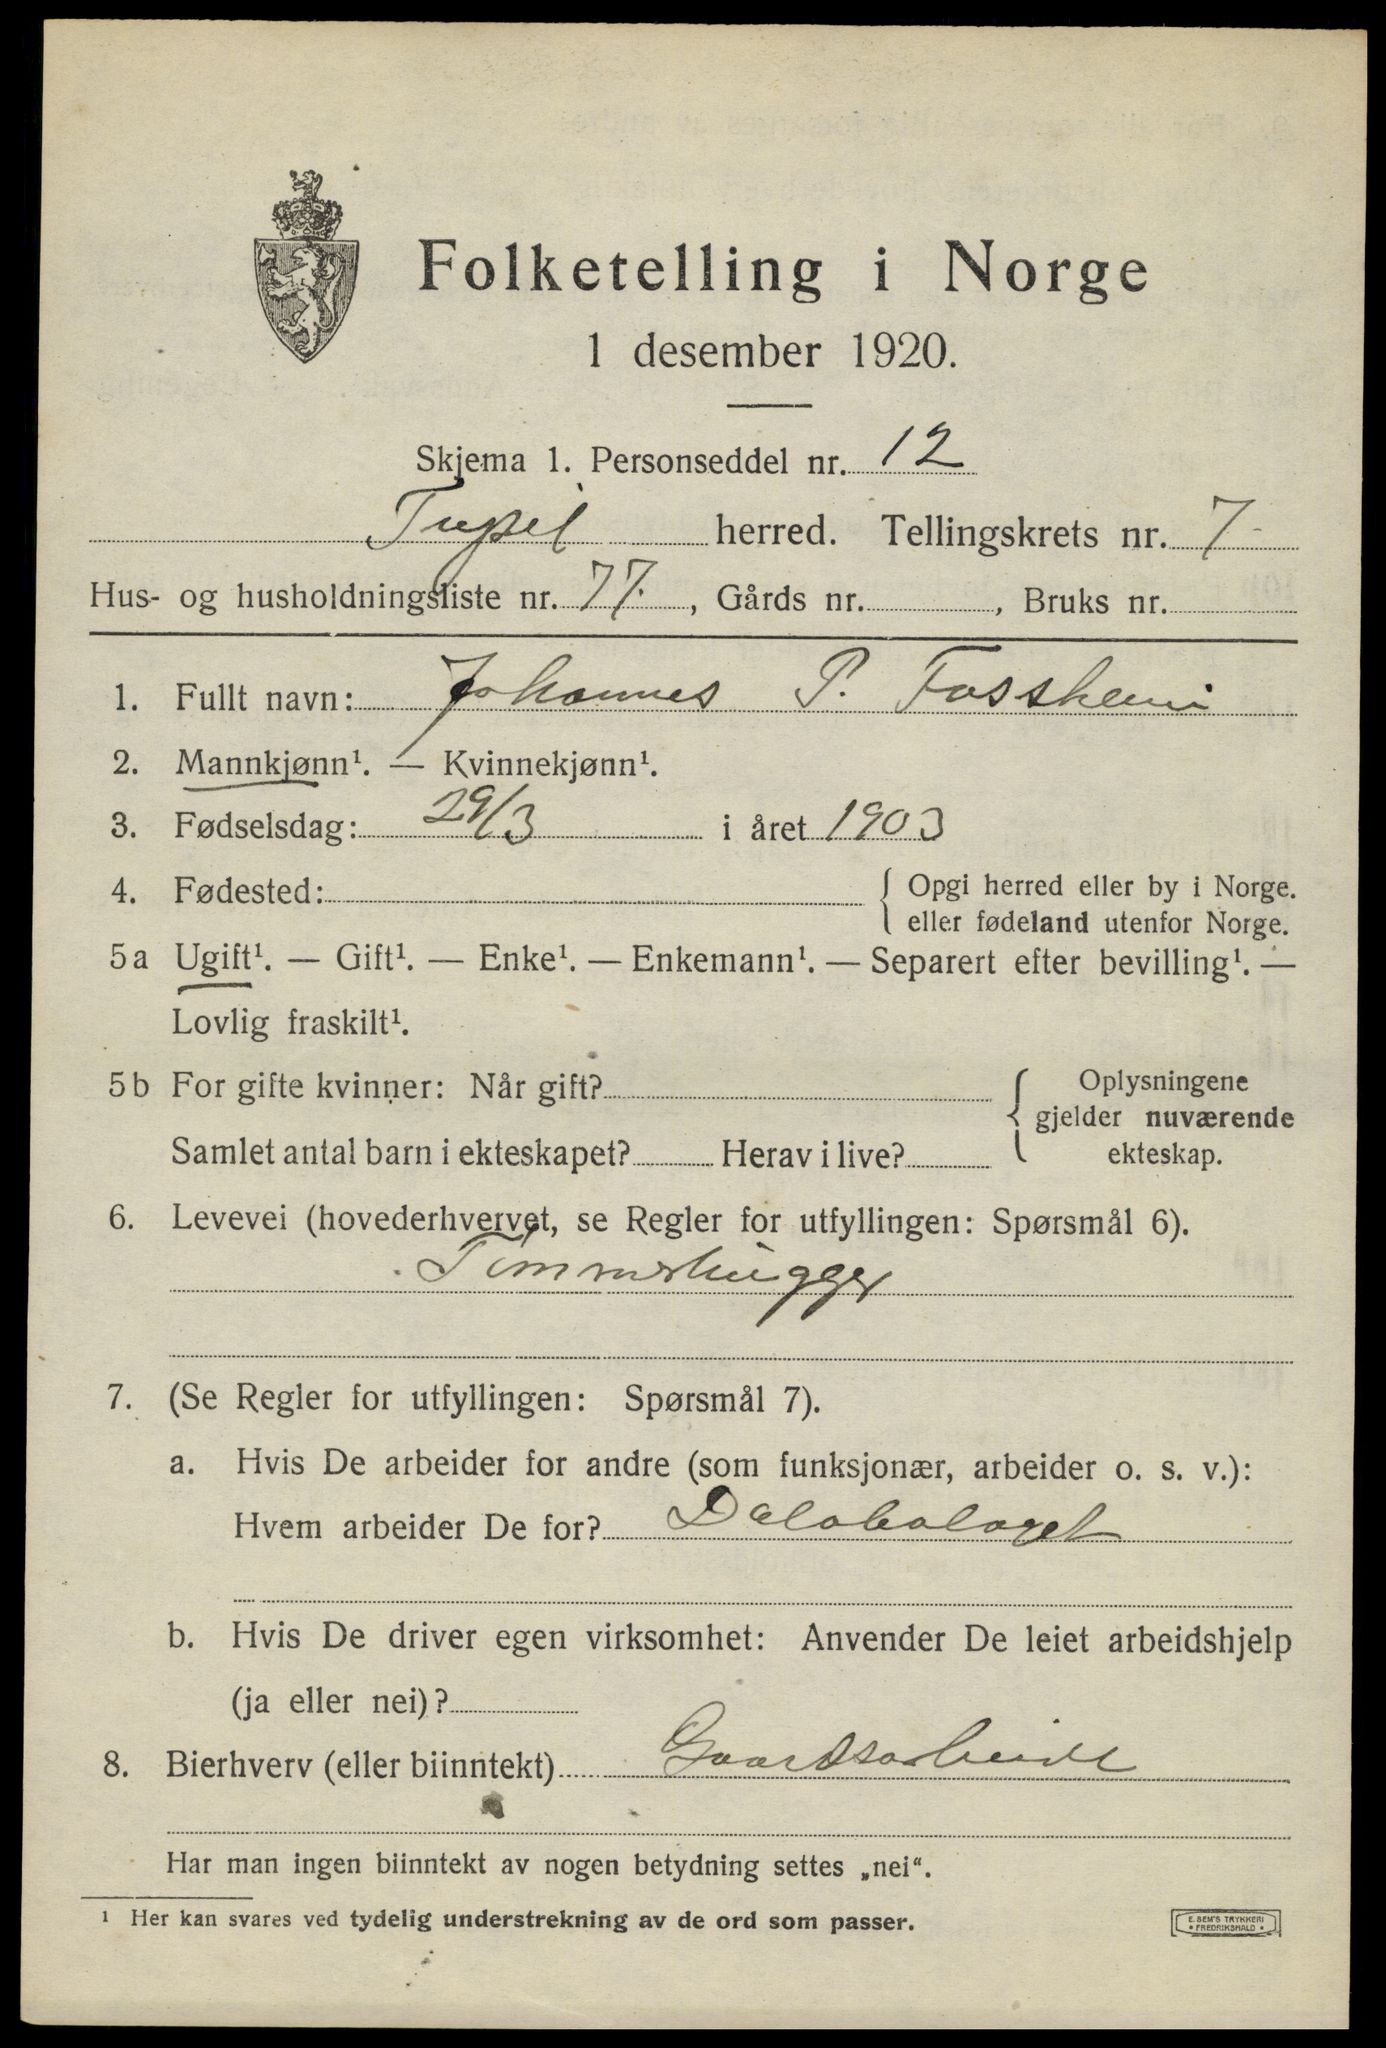 Folketelling i Norge
1 desember 1920.
Skjema 1. Personseddel nr. 12
Trysil herred. Tellingskrets nr. 7
Hus- og husholdningsliste nr. 77. , Gårds nr. , Bruks nr.
1. Fullt navn: Johannes P. Fossheim
2. Mannkjønn¹. — Kvinnekjønn¹.
3. Fødselsdag: 29/3 i året 1903
4. Fødested: { Opgi herred eller by i Norge.
eller fødeland utenfor Norge.
5a Ugift¹. — Gift¹. — Enke¹. — Enkemann¹. — Separert efter bevilling¹. —
Lovlig fraskilt¹.
5b For gifte kvinner: Når gift? { Oplysningene
gjelder nuværende
Samlet antal barn i ekteskapet? Herav i live? ekteskap.
6. Levevei (hovederhvervet, se Regler for utfyllingen: Spørsmål 6).
Tømmerhugger
7. (Se Regler for utfyllingen: Spørsmål 7).
a. Hvis De arbeider for andre (som funksjonær, arbeider o. s. v.):
Hvem arbeider De for?
b. Hvis De driver egen virksomhet: Anvender De leiet arbeidshjelp
(ja eller nei)?
8. Bierhverv (eller biinntekt) Gaardsarbeide
Har man ingen biinntekt av nogen betydning settes „nei“.
¹ Her kan svares ved tydelig understrekning av de ord som passer.
E. SEM'S TRYKKERI
• FREDRIKSHALD •